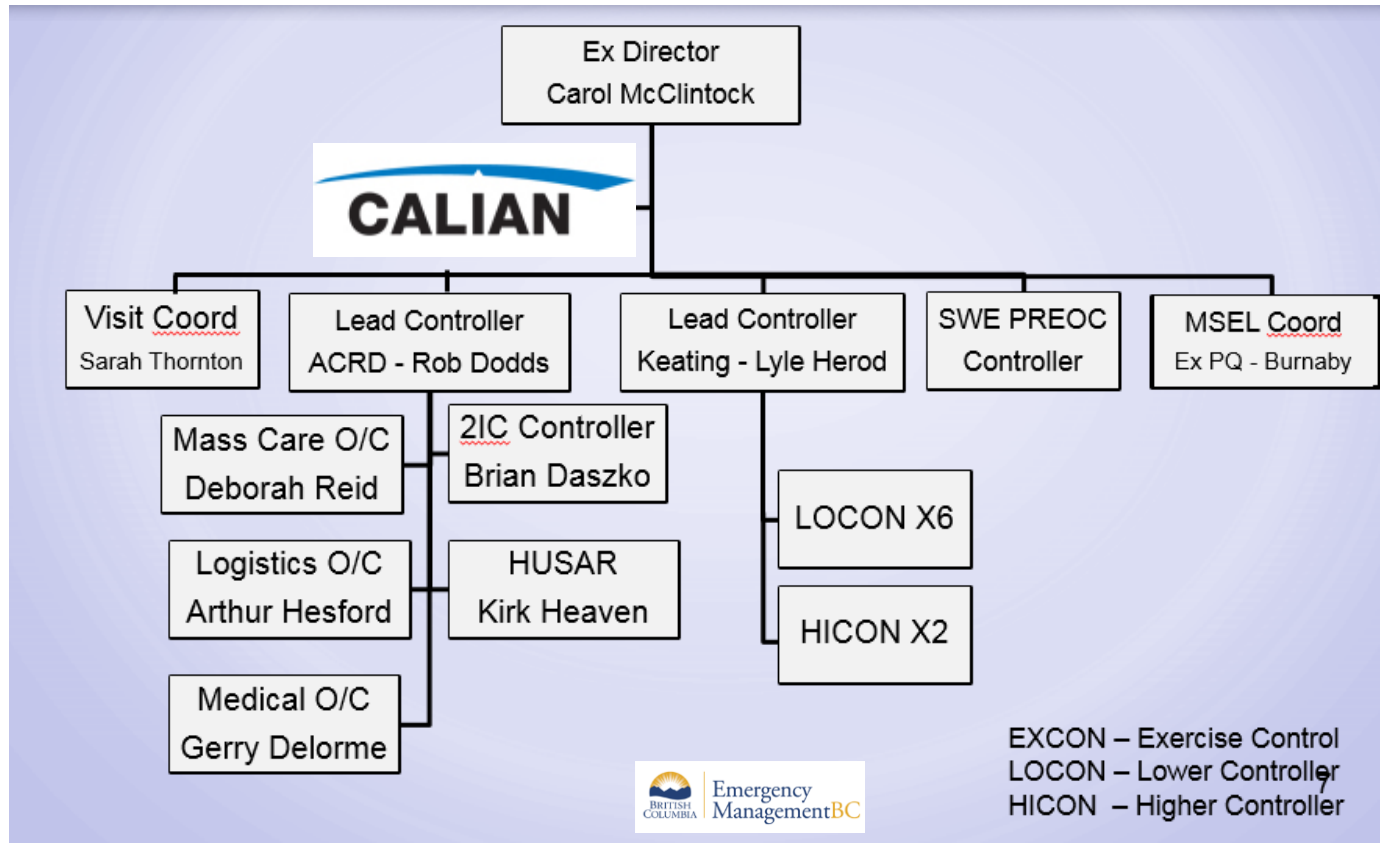 Ex Director
Carol McClintock
CALIAN
Visit Coord
Sarah Thornton
Lead Controller
ACRD - Rob Dodds
Lead Controller
Keating - Lyle Herod
SWE PREOC
Controller
MSEL Coord
Ex PQ - Burnaby
Mass Care O/C
Deborah Reid
2IC Controller
Brian Daszko
Logistics O/C
Arthur Hesford
HUSAR
Kirk Heaven
Medical O/C
Gerry Delorme
LOCON X6
HICON X2
EXCON – Exercise Control
LOCON – Lower Controller
HICON – Higher Controller
7
BRITISH
COLUMBIA
Emergency
ManagementBC